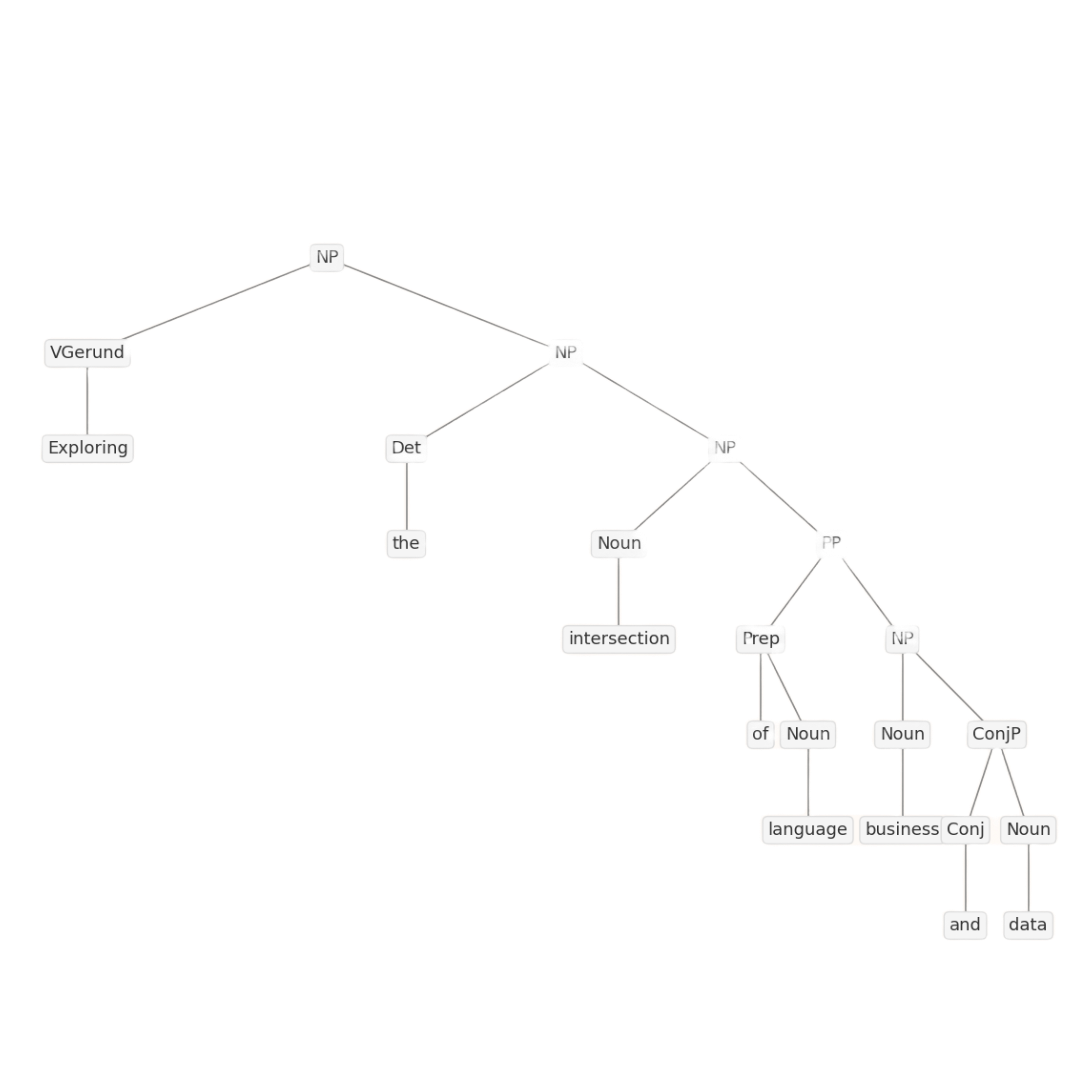 NP
VGerund NP
Exploring Det NP
the Noun PP
intersection Prep NP
of Noun Noun ConjP
language business Conj Noun
and data